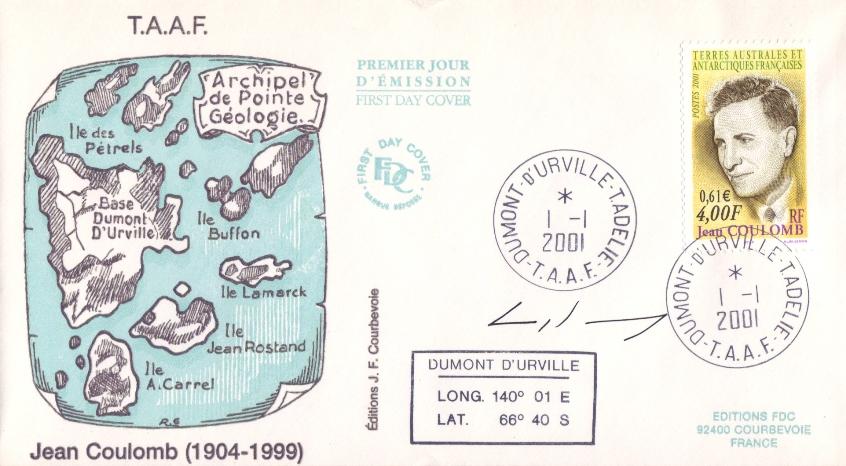 T.A.A.F.
Archipel
de Pointe
Géologie.
Ile des
Pétrels
Base
Dumont
D'Urville
Ile
Buffon
Ile Lamarck
Ile
Jean Rostand
Ile
A. Carrel
R.E
Jean Coulomb (1904-1999)
Éditions J. F. Courbevoie
PREMIER JOUR
D'ÉMISSION
FIRST DAY COVER
FIRST DAY COVER
FDC
MARQUE DÉPOSÉE
DUMONT-D'URVILLE-T.ADELIE
*
1 -1
2001
-T.A.A.F.-
TERRES AUSTRALES ET
ANTARCTIQUES FRANÇAISES
POSTES 2001
0,61€
4,00F
RF
Jean COULOMB
DUMONT-D'URVILLE-T.ADELIE
*
1 -1
2001
-T.A.A.F.-
DUMONT D'URVILLE
LONG. 140° 01 E
LAT. 66° 40 S
EDITIONS FDC
92400 COURBEVOIE
FRANCE